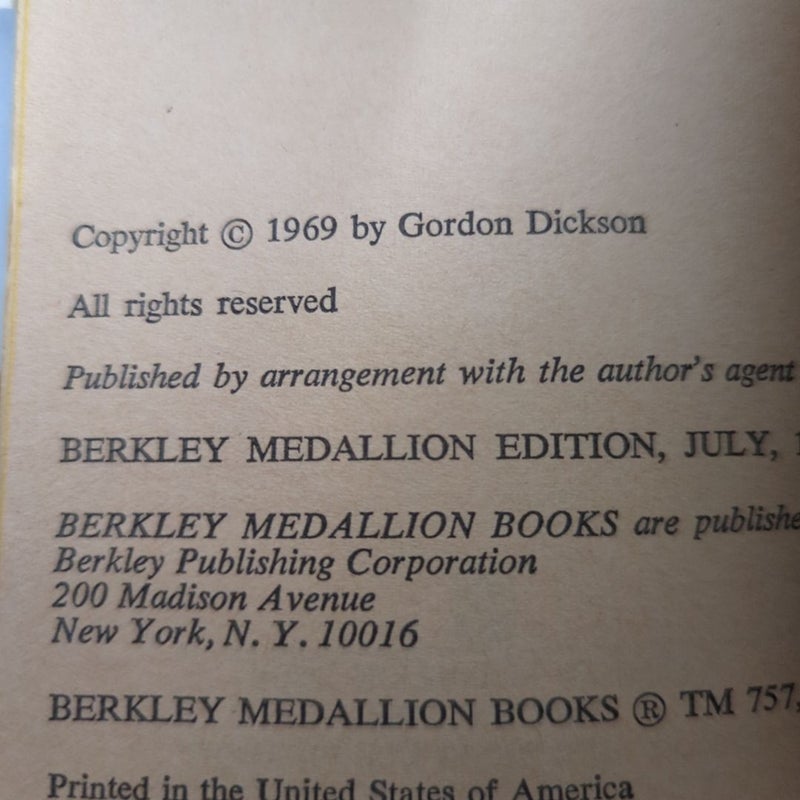 Copyright © 1969 by Gordon Dickson
All rights reserved
Published by arrangement with the author's agent
BERKLEY MEDALLION EDITION, JULY,
BERKLEY MEDALLION BOOKS are
Berkley Publishing Corporation
200 Madison Avenue
New York, N. Y. 10016
BERKLEY MEDALLION BOOKS ® TM 757,
Printed in the United States of America